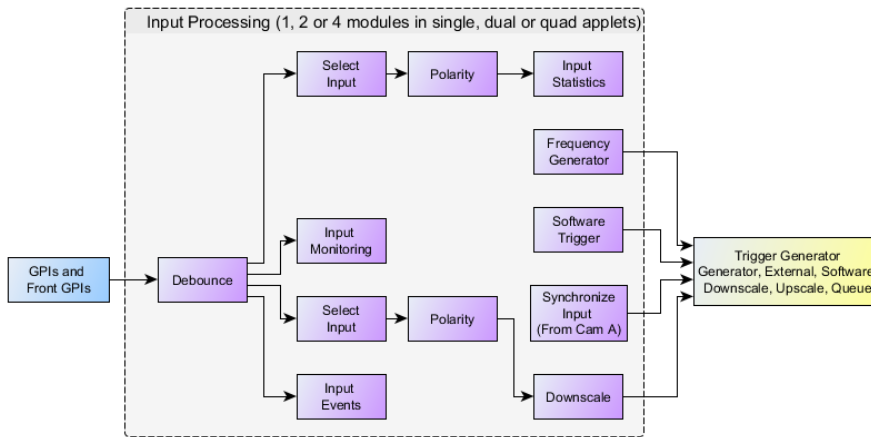 Input Processing (1, 2 or 4 modules in single, dual or quad applets)
Select
Input
Polarity
Input
Statistics
Frequency
Generator
Input
Monitoring
Software
Trigger
GPIs and
Front GPIs
Debounce
Trigger Generator
Generator, External, Software
Downscale, Upscale, Queue
Select
Input
Polarity
Synchronize
Input
(From Cam A)
Input
Events
Downscale